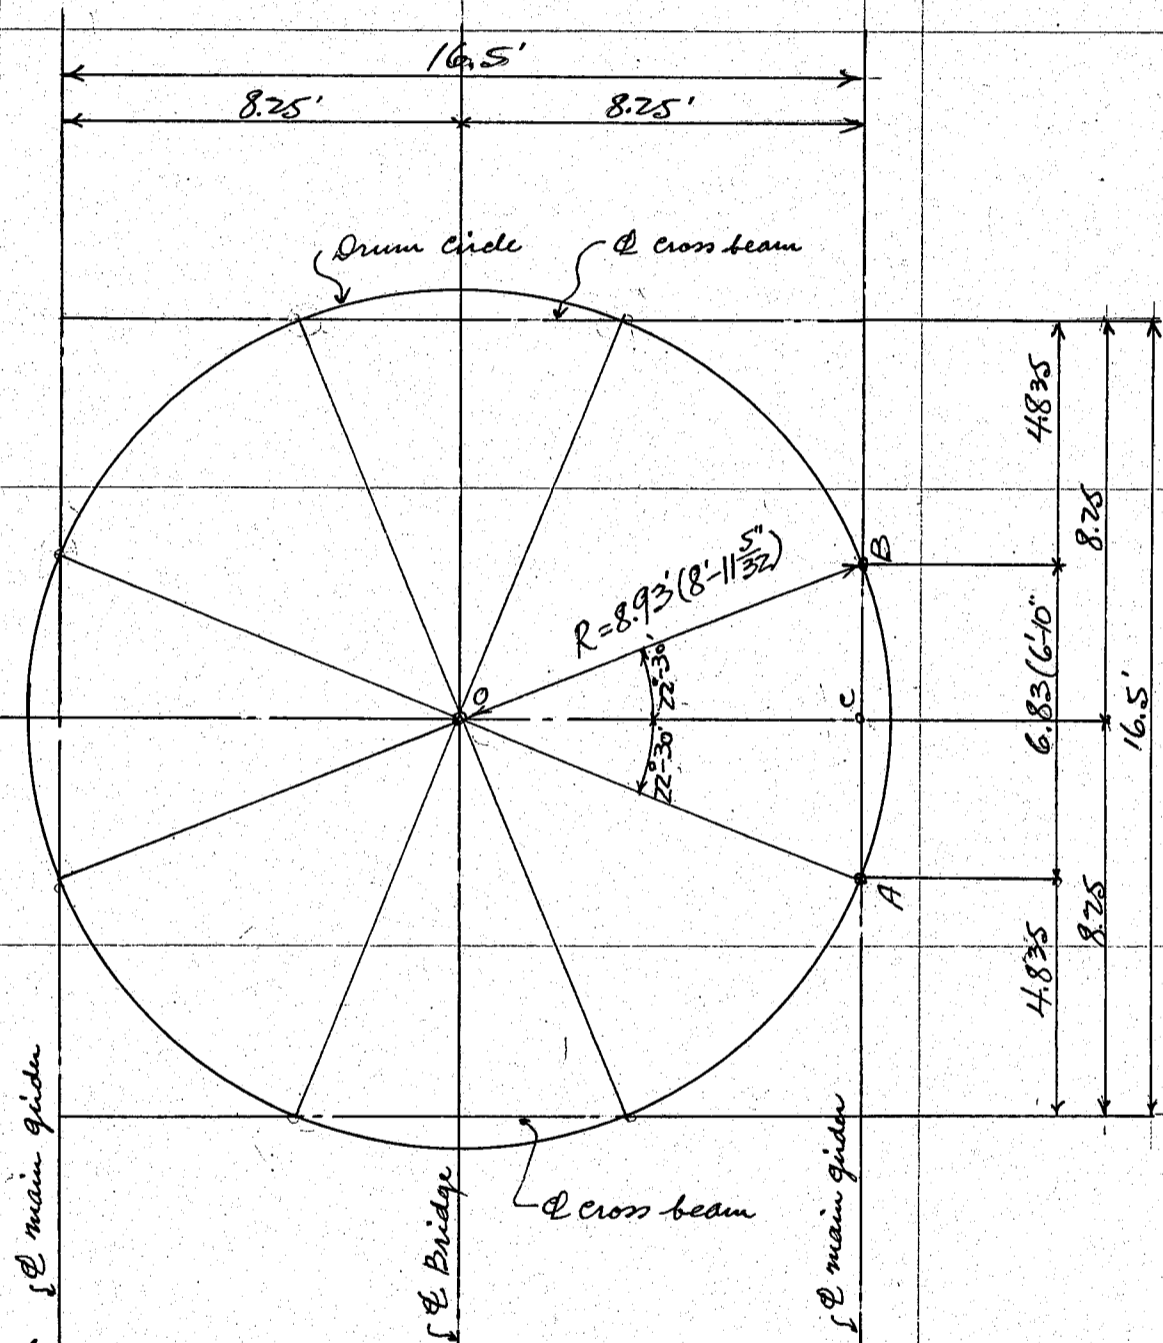 16.5'
8.25'
8.25'
Drum circle
℄ cross beam
4.835
8.25
B
R=8.93'(8'-11 5/32")
22°-30'
6.83(6'-10"
16.5'
O
C
22°-30'
A
4.835
8.25
℄ main girder
℄ Bridge
℄ cross beam
℄ main girder